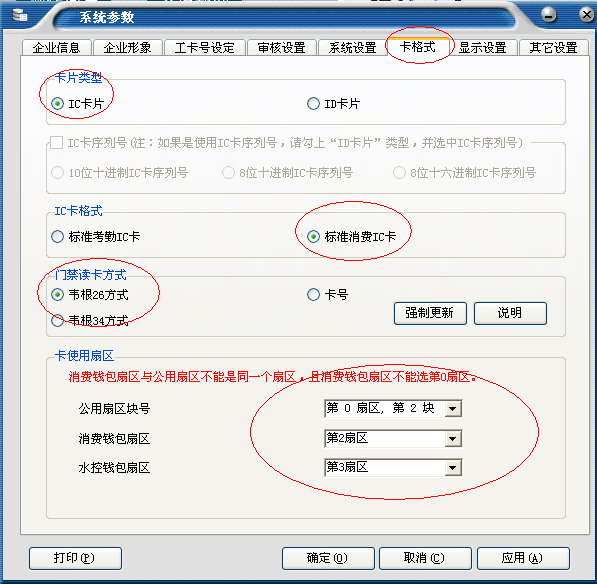 系统参数
企业信息 企业形象 工卡号设定 审核设置 系统设置 卡格式 显示设置 其它设置
卡片类型
IC卡片 ID卡片
IC卡序列号(注：如果是使用IC卡序列号，请勾上“ID卡片”类型，并选中IC卡序列号)
10位十进制IC卡序列号 8位十进制IC卡序列号 8位十六进制IC卡序列号
IC卡格式
标准考勤IC卡 标准消费IC卡
门禁读卡方式
韦根26方式 卡号
韦根34方式 强制更新 说明
卡使用扇区
消费钱包扇区与公用扇区不能是同一个扇区，且消费钱包扇区不能选第0扇区。
公用扇区块号 第 0 扇区, 第 2 块
消费钱包扇区 第2扇区
水控钱包扇区 第3扇区
打印(P) 确定(O) 取消(C) 应用(A)